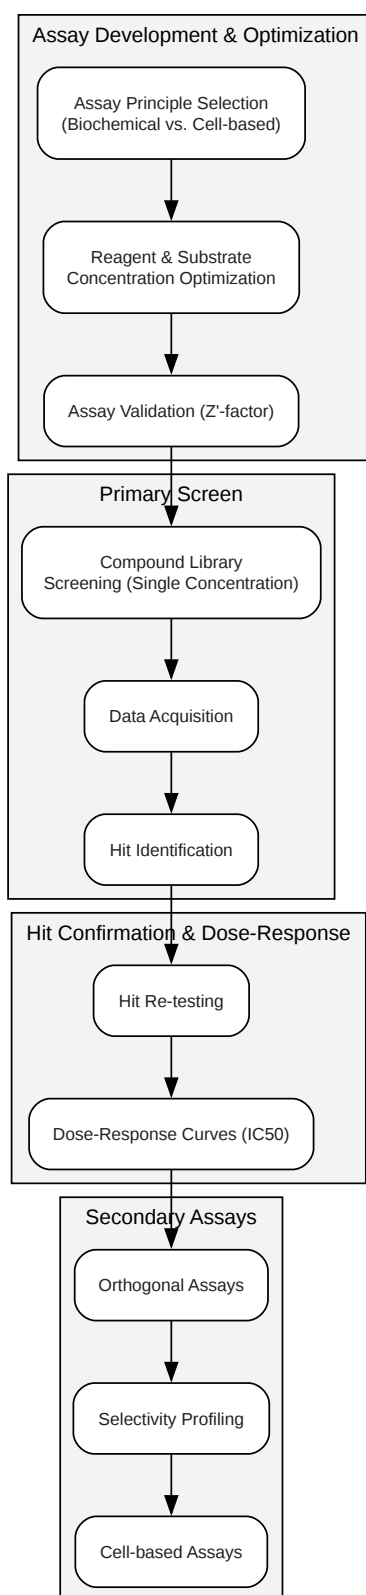 Assay Development & Optimization
Assay Principle Selection
(Biochemical vs. Cell-based)
Reagent & Substrate
Concentration Optimization
Assay Validation (Z'-factor)
Primary Screen
Compound Library
Screening (Single Concentration)
Data Acquisition
Hit Identification
Hit Confirmation & Dose-Response
Hit Re-testing
Dose-Response Curves (IC50)
Secondary Assays
Orthogonal Assays
Selectivity Profiling
Cell-based Assays